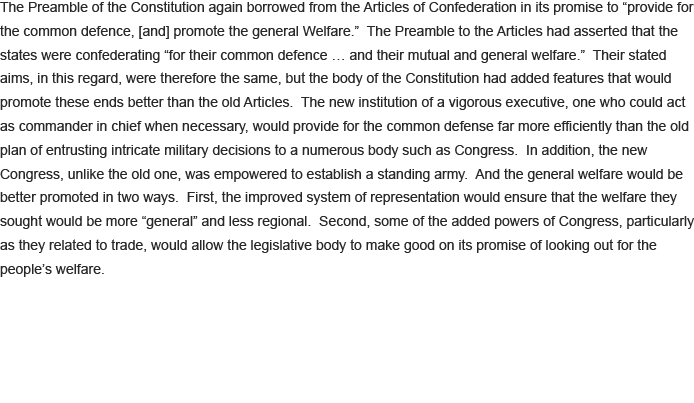 The Preamble of the Constitution again borrowed from the Articles of Confederation in its promise to “provide for
the common defence, [and] promote the general Welfare.”  The Preamble to the Articles had asserted that the
states were confederating “for their common defence … and their mutual and general welfare.”  Their stated
aims, in this regard, were therefore the same, but the body of the Constitution had added features that would
promote these ends better than the old Articles.  The new institution of a vigorous executive, one who could act
as commander in chief when necessary, would provide for the common defense far more efficiently than the old
plan of entrusting intricate military decisions to a numerous body such as Congress.  In addition, the new
Congress, unlike the old one, was empowered to establish a standing army.  And the general welfare would be
better promoted in two ways.  First, the improved system of representation would ensure that the welfare they
sought would be more “general” and less regional.  Second, some of the added powers of Congress, particularly
as they related to trade, would allow the legislative body to make good on its promise of looking out for the
people’s welfare.